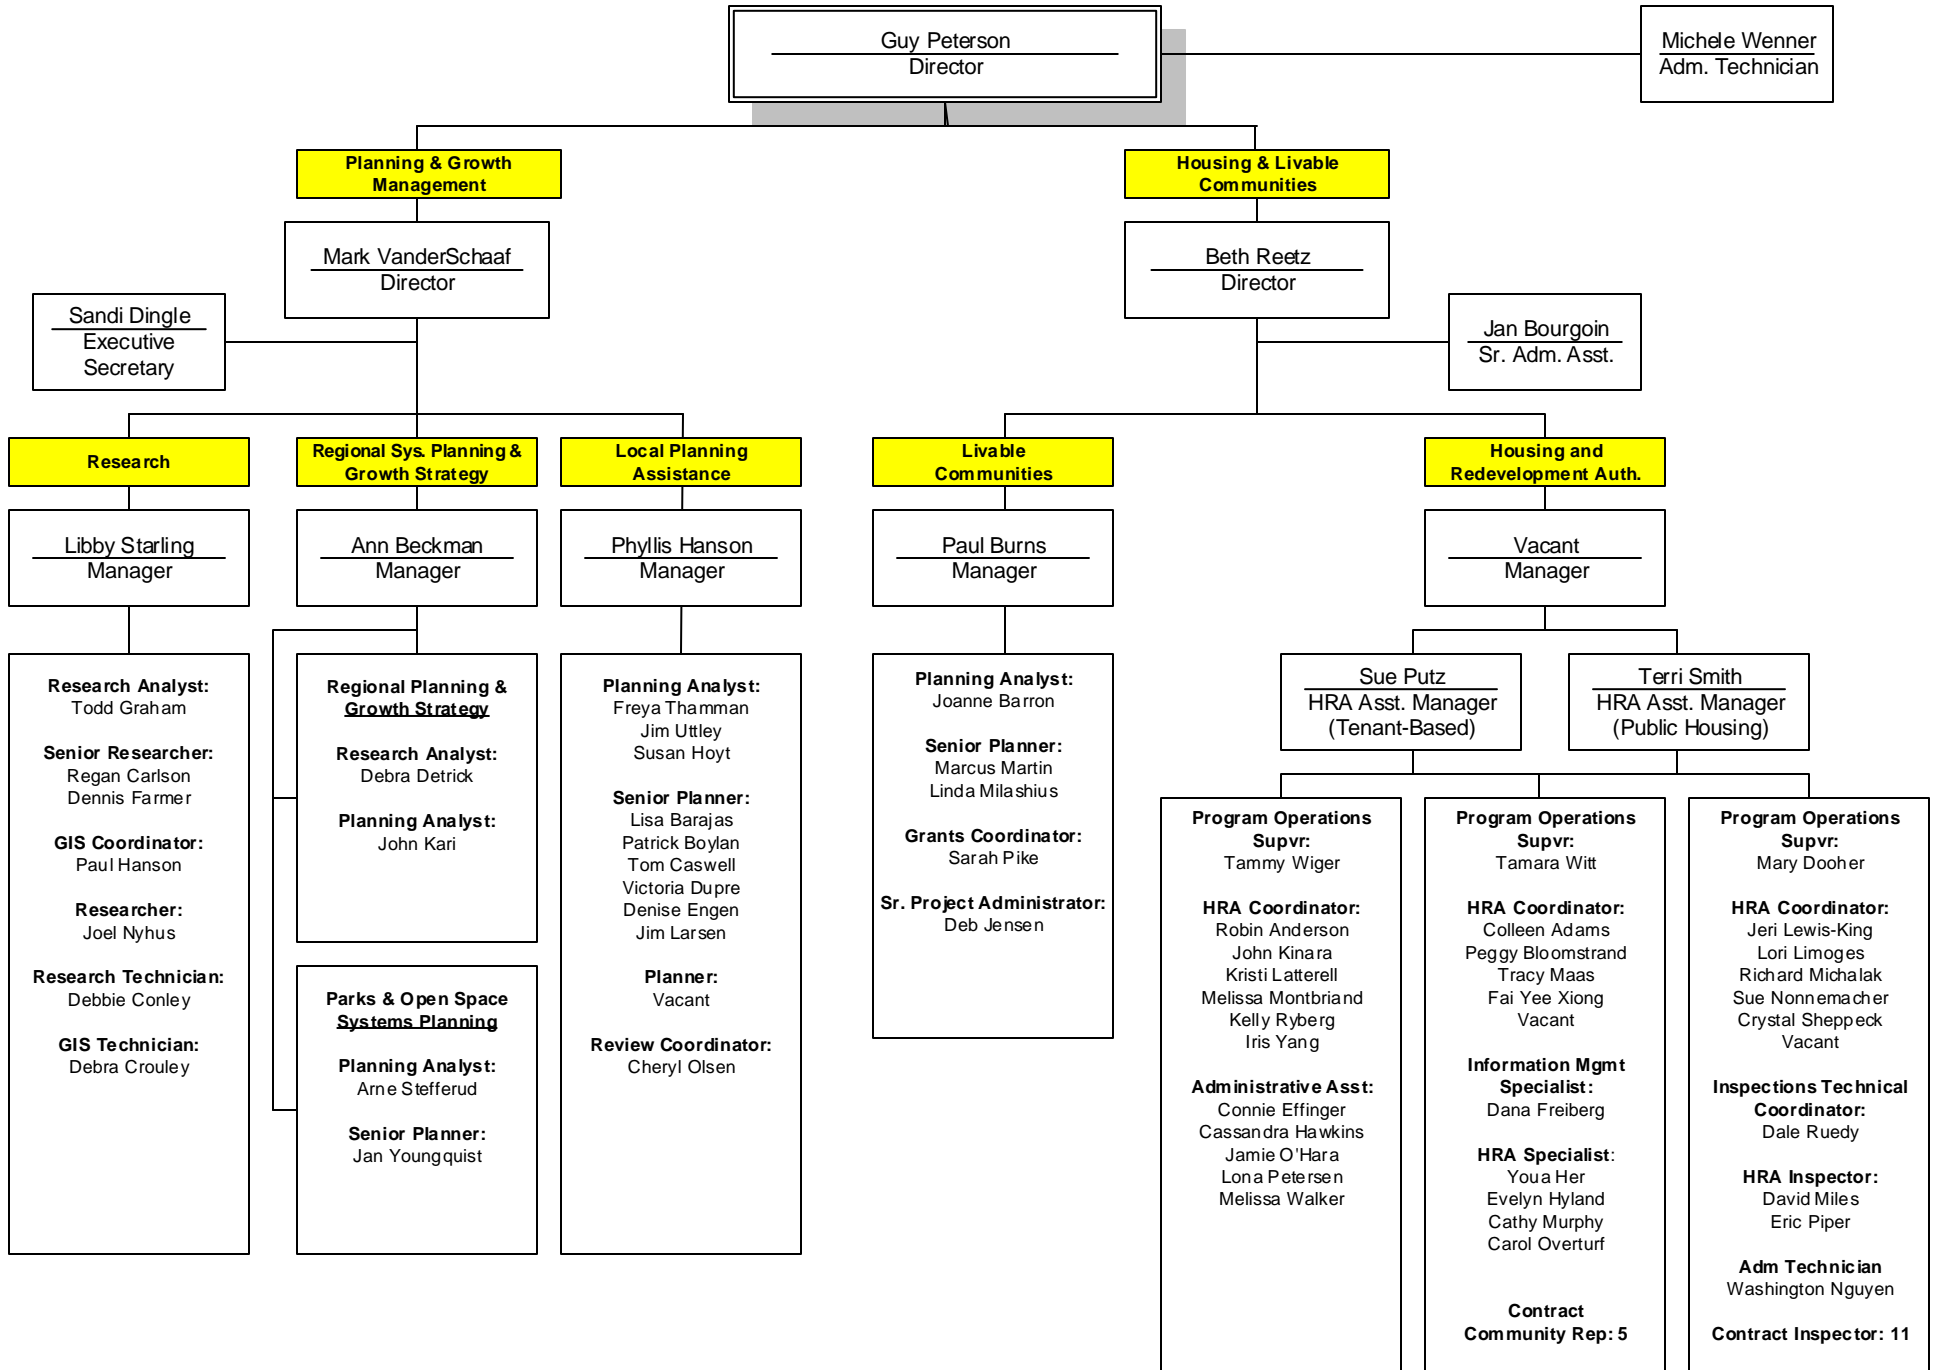 Guy Peterson
Director
Michele Wenner
Adm. Technician
Planning & Growth
Management
Housing & Livable
Communities
Mark VanderSchaaf
Director
Beth Reetz
Director
Sandi Dingle
Executive
Secretary
Jan Bourgoin
Sr. Adm. Asst.
Research
Regional Sys. Planning &
Growth Strategy
Local Planning
Assistance
Livable
Communities
Housing and
Redevelopment Auth.
Libby Starling
Manager
Ann Beckman
Manager
Phyllis Hanson
Manager
Paul Burns
Manager
Vacant
Manager
Research Analyst:
Todd Graham
Senior Researcher:
Regan Carlson
Dennis Farmer
GIS Coordinator:
Paul Hanson
Researcher:
Joel Nyhus
Research Technician:
Debbie Conley
GIS Technician:
Debra Crouley
Regional Planning &
Growth Strategy
Research Analyst:
Debra Detrick
Planning Analyst:
John Kari
Parks & Open Space
Systems Planning
Planning Analyst:
Arne Stefferud
Senior Planner:
Jan Youngquist
Planning Analyst:
Freya Thamman
Jim Uttley
Susan Hoyt
Senior Planner:
Lisa Barajas
Patrick Boylan
Tom Caswell
Victoria Dupre
Denise Engen
Jim Larsen
Planner:
Vacant
Review Coordinator:
Cheryl Olsen
Planning Analyst:
Joanne Barron
Senior Planner:
Marcus Martin
Linda Milashius
Grants Coordinator:
Sarah Pike
Sr. Project Administrator:
Deb Jensen
Sue Putz
HRA Asst. Manager
(Tenant-Based)
Terri Smith
HRA Asst. Manager
(Public Housing)
Program Operations
Supvr:
Tammy Wiger
HRA Coordinator:
Robin Anderson
John Kinara
Kristi Latterell
Melissa Montbriand
Kelly Ryberg
Iris Yang
Administrative Asst:
Connie Effinger
Cassandra Hawkins
Jamie O'Hara
Lona Petersen
Melissa Walker
Program Operations
Supvr:
Tamara Witt
HRA Coordinator:
Colleen Adams
Peggy Bloomstrand
Tracy Maas
Fai Yee Xiong
Vacant
Information Mgmt
Specialist:
Dana Freiberg
HRA Specialist:
Youa Her
Evelyn Hyland
Cathy Murphy
Carol Overturf
Contract
Community Rep: 5
Program Operations
Supvr:
Mary Dooher
HRA Coordinator:
Jeri Lewis-King
Lori Limoges
Richard Michalak
Sue Nonnemacher
Crystal Sheppeck
Vacant
Inspections Technical
Coordinator:
Dale Ruedy
HRA Inspector:
David Miles
Eric Piper
Adm Technician
Washington Nguyen
Contract Inspector: 11